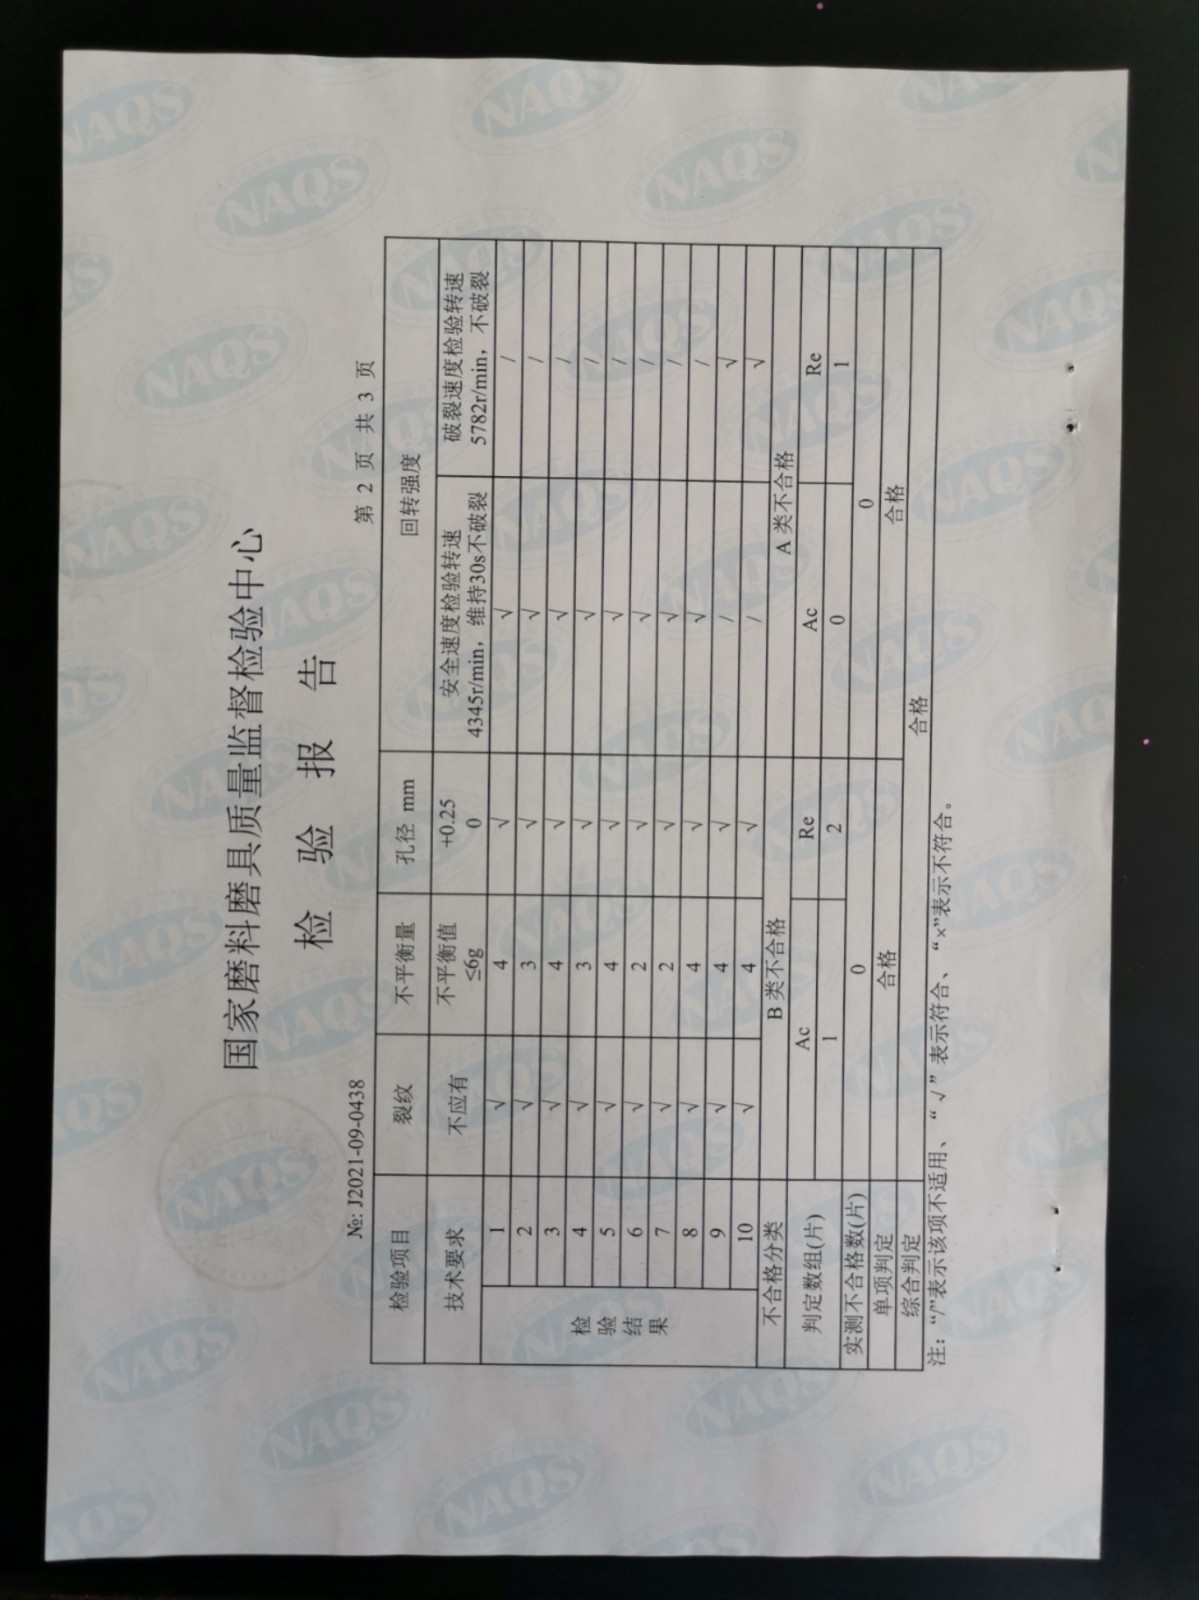 国家磨料磨具质量监督检验中心
检 验 报 告
№: J2021-09-0438 第 2 页 共 3 页
检验项目 裂纹 不平衡量 孔径 mm 回转强度
技术要求 不应有 不平衡值 ≤6g +0.25 0 安全速度检验转速 4345r/min，维持30s不破裂 破裂速度检验转速 5782r/min，不破裂
检验结果
1 √ 4 √ √ /
2 √ 3 √ √ /
3 √ 4 √ √ /
4 √ 3 √ √ /
5 √ 4 √ √ /
6 √ 2 √ √ /
7 √ 2 √ √ /
8 √ 4 √ √ /
9 √ 4 √ / √
10 √ 4 √ / √
不合格分类 B 类不合格 A 类不合格
判定数组(片) Ac Re Ac Re
1 2 0 1
实测不合格数(片) 0 0
单项判定 合格 合格
综合判定 合格
注：“/”表示该项不适用、“√”表示符合、“×”表示不符合。
NAQS